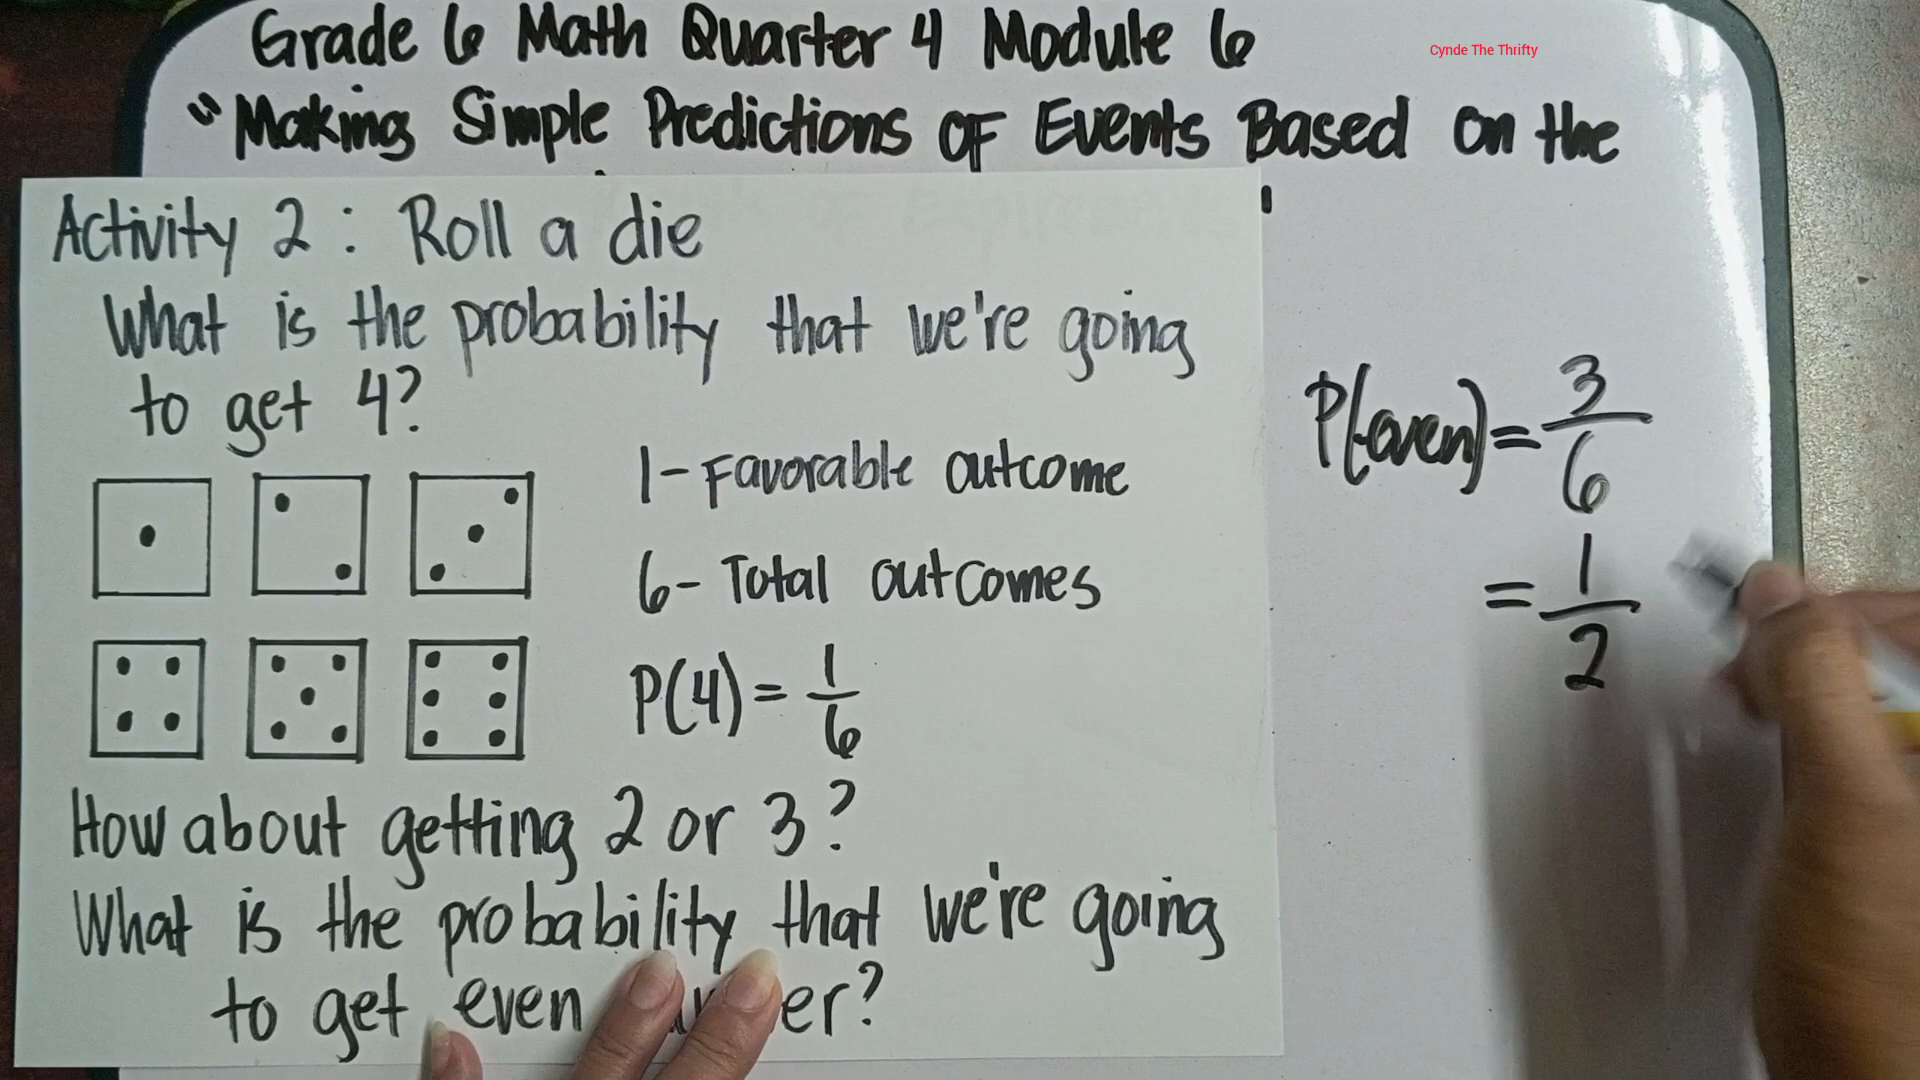 Grade 6 Math Quarter 4 Module 6
Cynde The Thrifty
"Making Simple Predictions OF Events Based on the
Activity 2 : Roll a die
What is the probability that we're going
to get 4?
1 - Favorable outcome
6 - Total outcomes
P(4) = 1/6
How about getting 2 or 3?
What is the probability that we're going
to get even
P(even) = 3/6
= 1/2